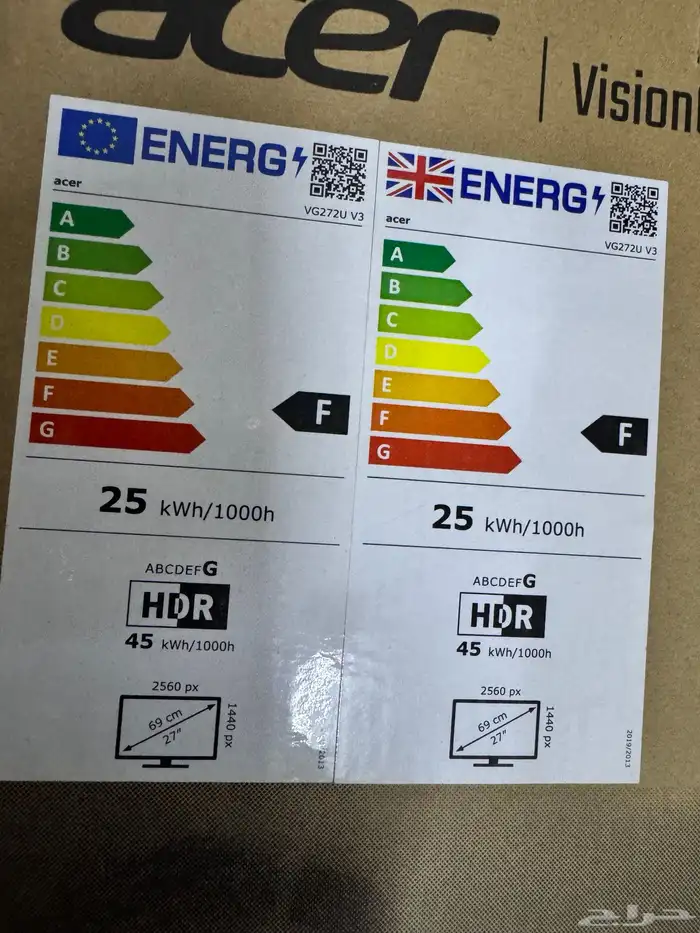 acer
Vision
ENERG
acer
VG272U V3
A
B
C
D
E
F
G
F
25 kWh/1000h
ABCDEFG
HDR
45 kWh/1000h
2560 px
1440 px
69 cm
27"
ENERG
acer
VG272U V3
A
B
C
D
E
F
G
F
25 kWh/1000h
ABCDEFG
HDR
45 kWh/1000h
2560 px
1440 px
69 cm
27"
2019/2013
حراج